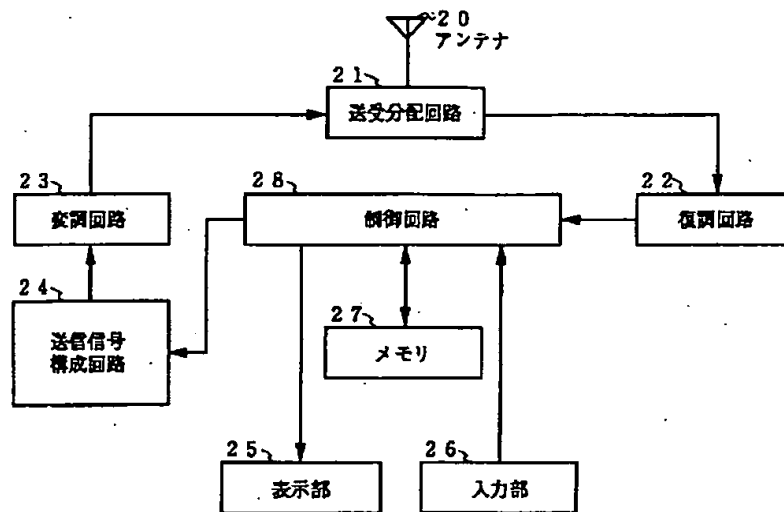 20
アンテナ
21
送受分配回路
23
変調回路
28
制御回路
22
復調回路
24
送信信号
構成回路
27
メモリ
25
表示部
26
入力部